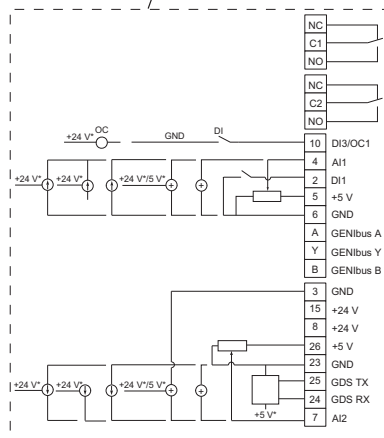 NC
C1
NO
NC
C2
NO
+24 V* OC GND DI 10 DI3/OC1
4 AI1
+24 V* +24 V* +24 V*/5 V* 2 DI1
5 +5 V
6 GND
A GENIbus A
Y GENIbus Y
B GENIbus B
3 GND
15 +24 V
8 +24 V
26 +5 V
23 GND
+24 V* +24 V* +24 V*/5 V* 25 GDS TX
24 GDS RX
+5 V* 7 AI2